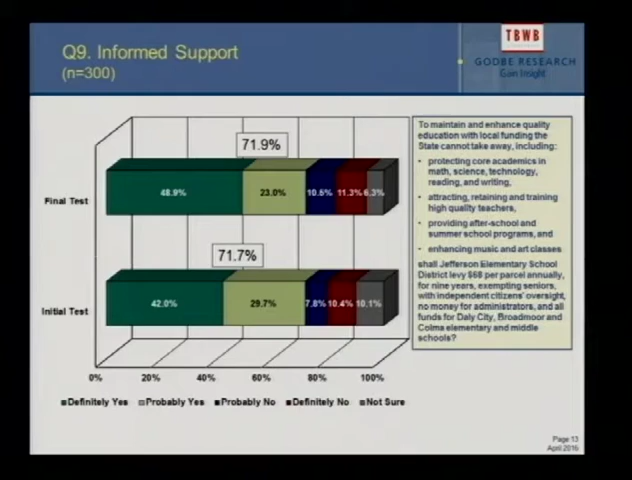 Q9. Informed Support
(n=300)
TBWB
GODBE RESEARCH
Gain Insight
71.9%
Final Test
48.9% 23.0% 10.5% 11.3% 6.3%
71.7%
Initial Test
42.0% 29.7% 7.8% 10.4% 10.1%
0% 20% 40% 60% 80% 100%
Definitely Yes Probably Yes Probably No Definitely No Not Sure
To maintain and enhance quality
education with local funding the
State cannot take away, including:
• protecting core academics in
math, science, technology,
reading, and writing,
• attracting, retaining and training
high quality teachers,
• providing after-school and
summer school programs, and
• enhancing music and art classes
shall Jefferson Elementary School
District levy $68 per parcel annually,
for nine years, exempting seniors,
with independent citizens' oversight,
no money for administrators, and all
funds for Daly City, Broadmoor and
Colma elementary and middle
schools?
Page 13
April 2016